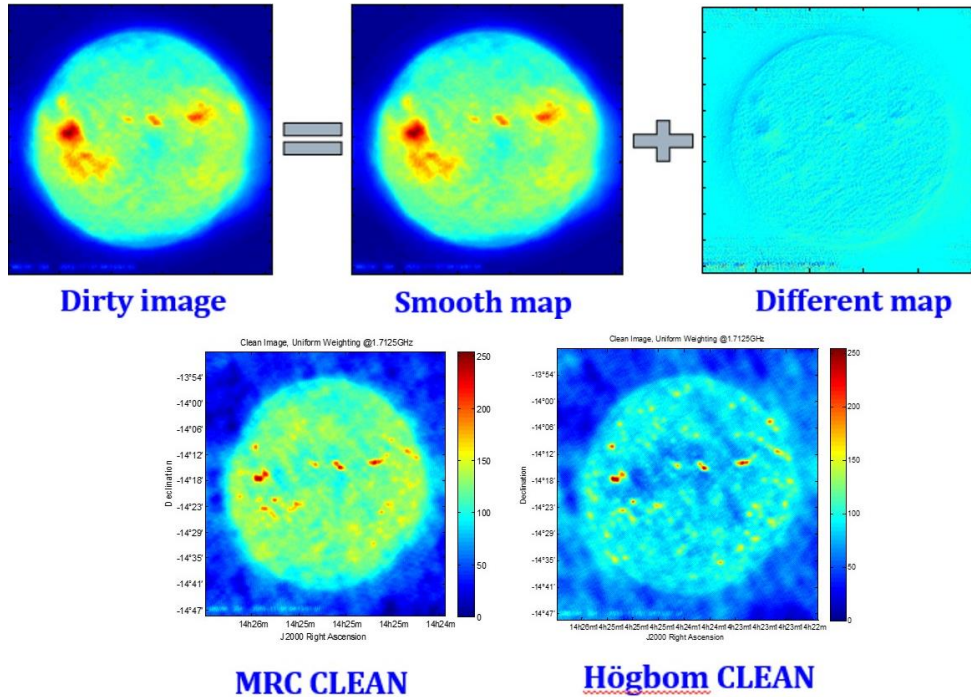 Dirty image
Smooth map
Different map
Clean Image, Uniform Weighting @1.7125GHz
-13°54'
-14°00'
-14°06'
-14°12'
-14°18'
-14°23'
-14°29'
-14°35'
-14°41'
-14°47'
Declination
14h26m 14h25m 14h25m 14h25m 14h24m
J2000 Right Ascension
250
200
150
100
50
0
MRC CLEAN
Clean Image, Uniform Weighting @1.7125GHz
-13°54'
-14°00'
-14°06'
-14°12'
-14°18'
-14°23'
-14°29'
-14°35'
-14°41'
-14°47'
Declination
14h26m14h25m14h25m14h25m14h24m14h23m14h23m14h23m14h22m
J2000 Right Ascension
250
200
150
100
50
0
Högbom CLEAN